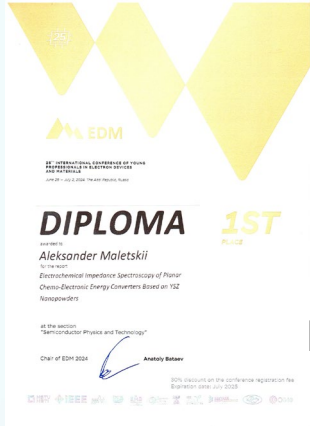 EDM
25TH INTERNATIONAL CONFERENCE OF YOUNG
PROFESSIONALS IN ELECTRON DEVICES
AND MATERIALS
June 28 – July 2, 2024, The Altai Republic, Russia
DIPLOMA
1ST
PLACE
awarded to
Aleksander Maletskii
for the report
Electrochemical Impedance Spectroscopy of Planar
Chemo-Electronic Energy Converters Based on YSZ
Nanopowders
at the section
"Semiconductor Physics and Technology"
Chair of EDM 2024
Anatoly Bataev
30% discount on the conference registration fee
Expiration date: July 2025
IEEE
EDM